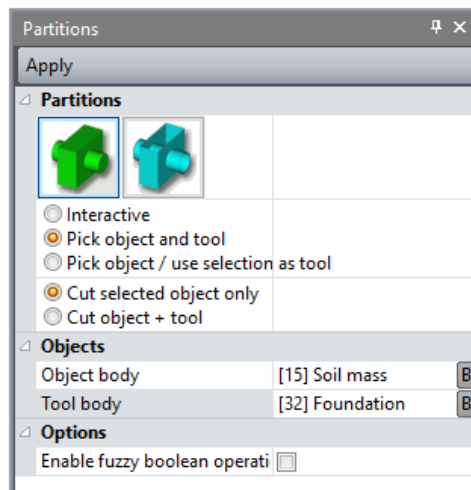 Partitions
Apply
Partitions
Interactive
Pick object and tool
Pick object / use selection as tool
Cut selected object only
Cut object + tool
Objects
Object body [15] Soil mass B
Tool body [32] Foundation B
Options
Enable fuzzy boolean operati